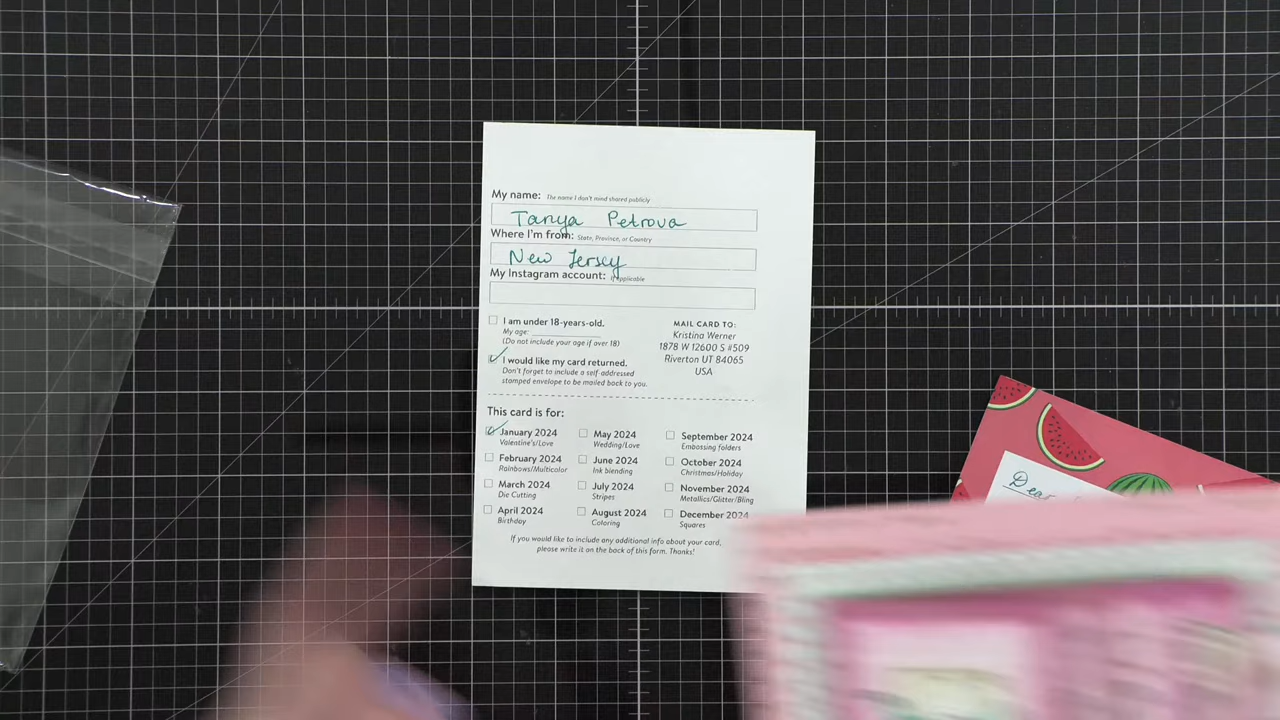 My name: The name I don't mind shared publicly
Tanya Petrova
Where I'm from: State, Province, or Country
New Jersey
My Instagram account: If applicable
I am under 18-years-old.
My age:
(Do not include your age if over 18)
I would like my card returned.
Don't forget to include a self-addressed
stamped envelope to be mailed back to you.
MAIL CARD TO:
Kristina Werner
1878 W 12600 S #509
Riverton UT 84065
USA
This card is for:
January 2024
Valentine's/Love
February 2024
Rainbows/Multicolor
March 2024
Die Cutting
April 2024
Birthday
May 2024
Wedding/Love
June 2024
Ink blending
July 2024
Stripes
August 2024
Coloring
September 2024
Embossing folders
October 2024
Christmas/Holiday
November 2024
Metallics/Glitter/Bling
December 2024
Squares
If you would like to include any additional info about your card,
please write it on the back of this form. Thanks!
Dear